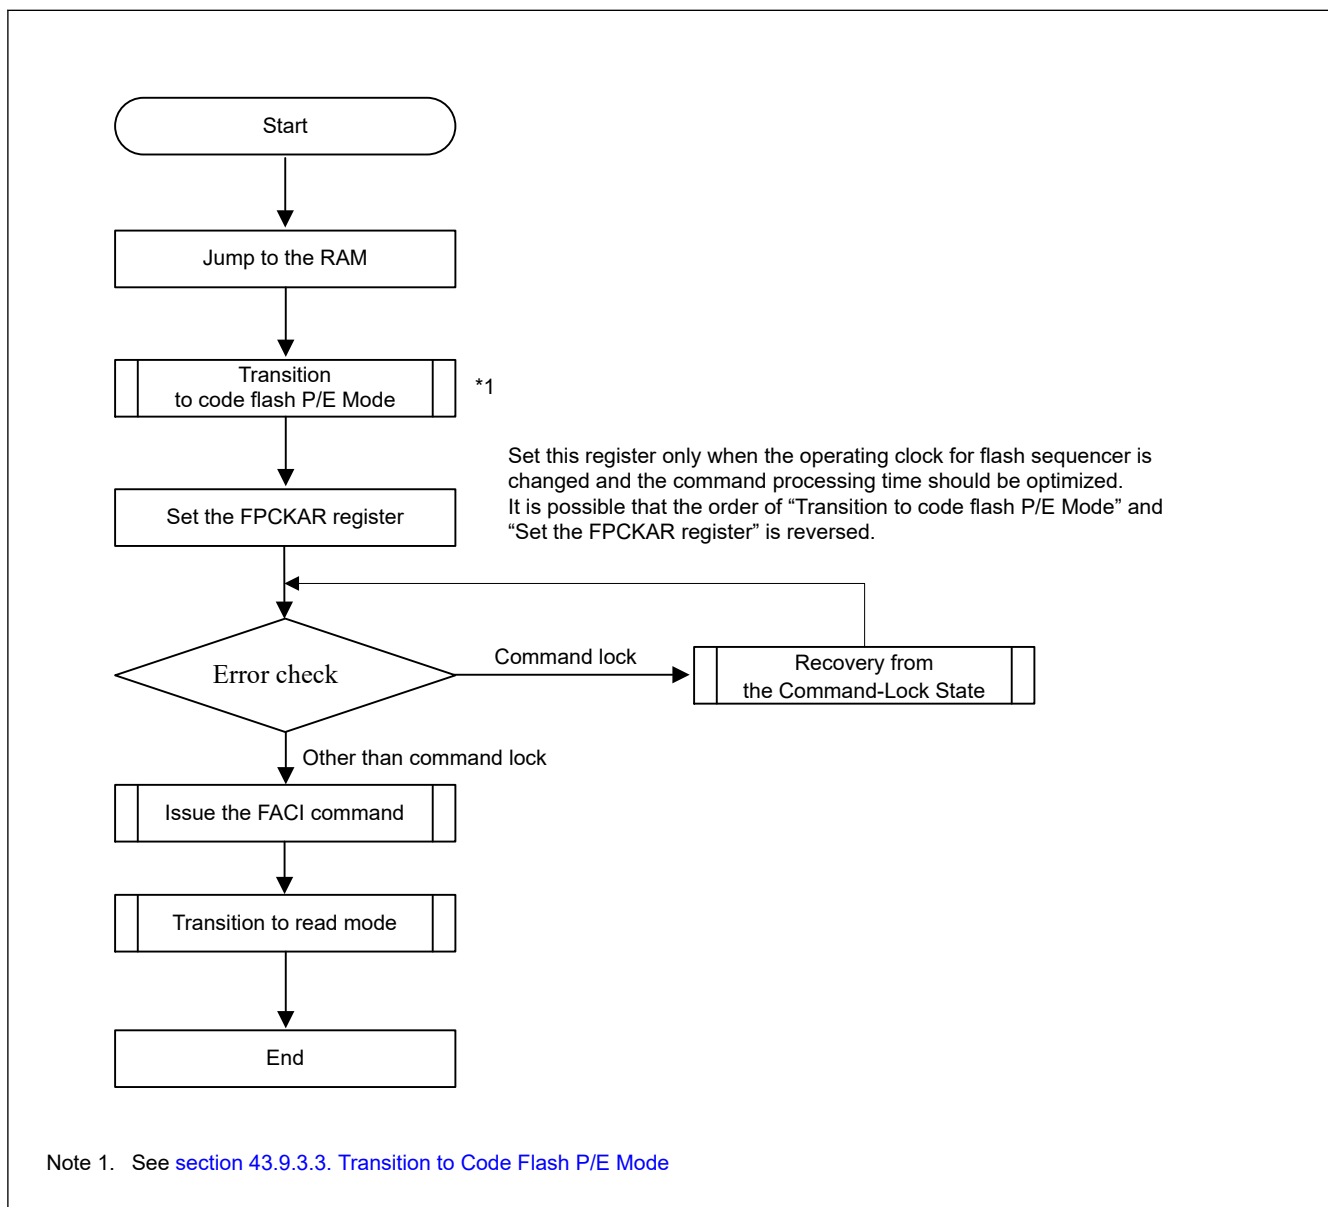 Start
Jump to the RAM
Transition
to code flash P/E Mode
*1
Set this register only when the operating clock for flash sequencer is
changed and the command processing time should be optimized.
It is possible that the order of “Transition to code flash P/E Mode” and
“Set the FPCKAR register” is reversed.
Set the FPCKAR register
Error check
Command lock
Recovery from
the Command-Lock State
Other than command lock
Issue the FACI command
Transition to read mode
End
Note 1. See section 43.9.3.3. Transition to Code Flash P/E Mode